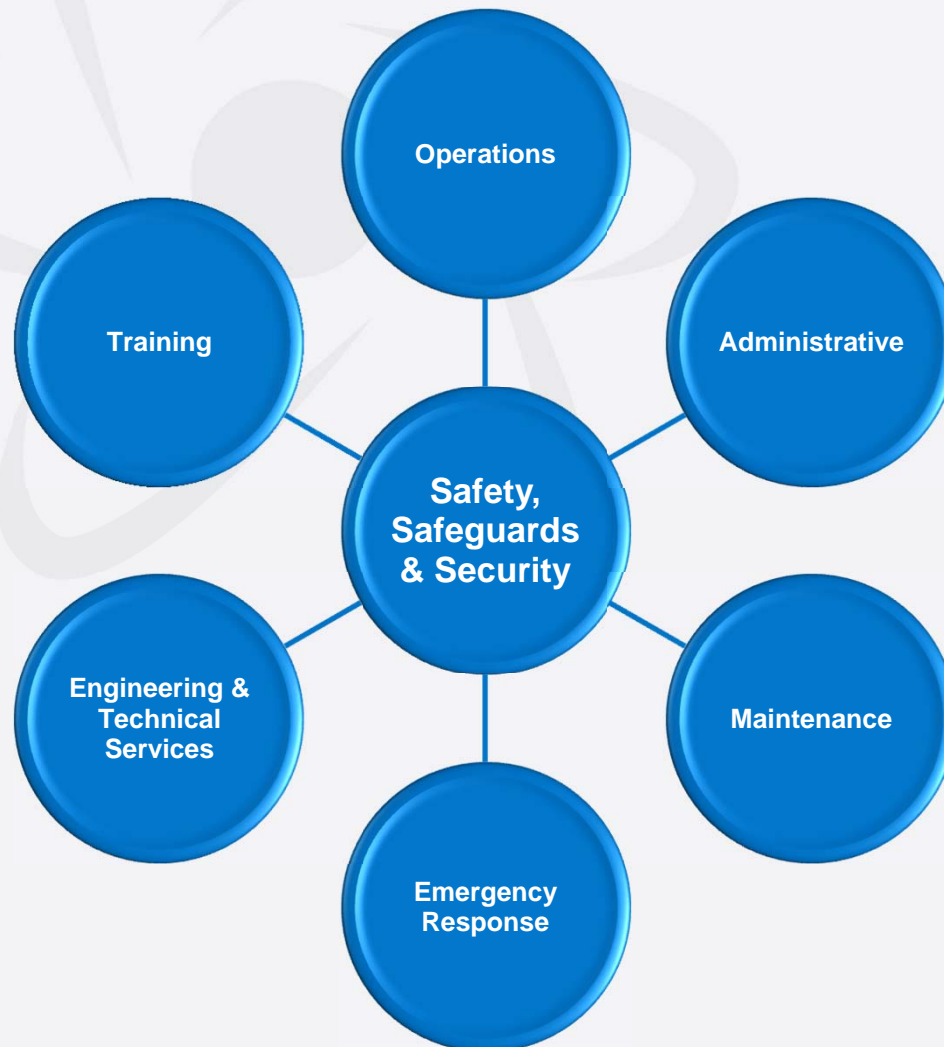 Operations
Training
Administrative
Safety,
Safeguards
& Security
Engineering &
Technical
Services
Maintenance
Emergency
Response